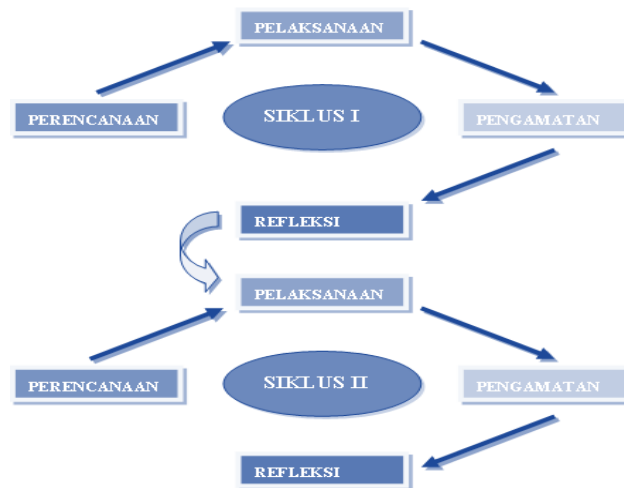 PELAKSANAAN
PERENCANAAN
SIKLUS I
PENGAMATAN
REFLEKSI
PELAKSANAAN
PERENCANAAN
SIKLUS II
PENGAMATAN
REFLEKSI